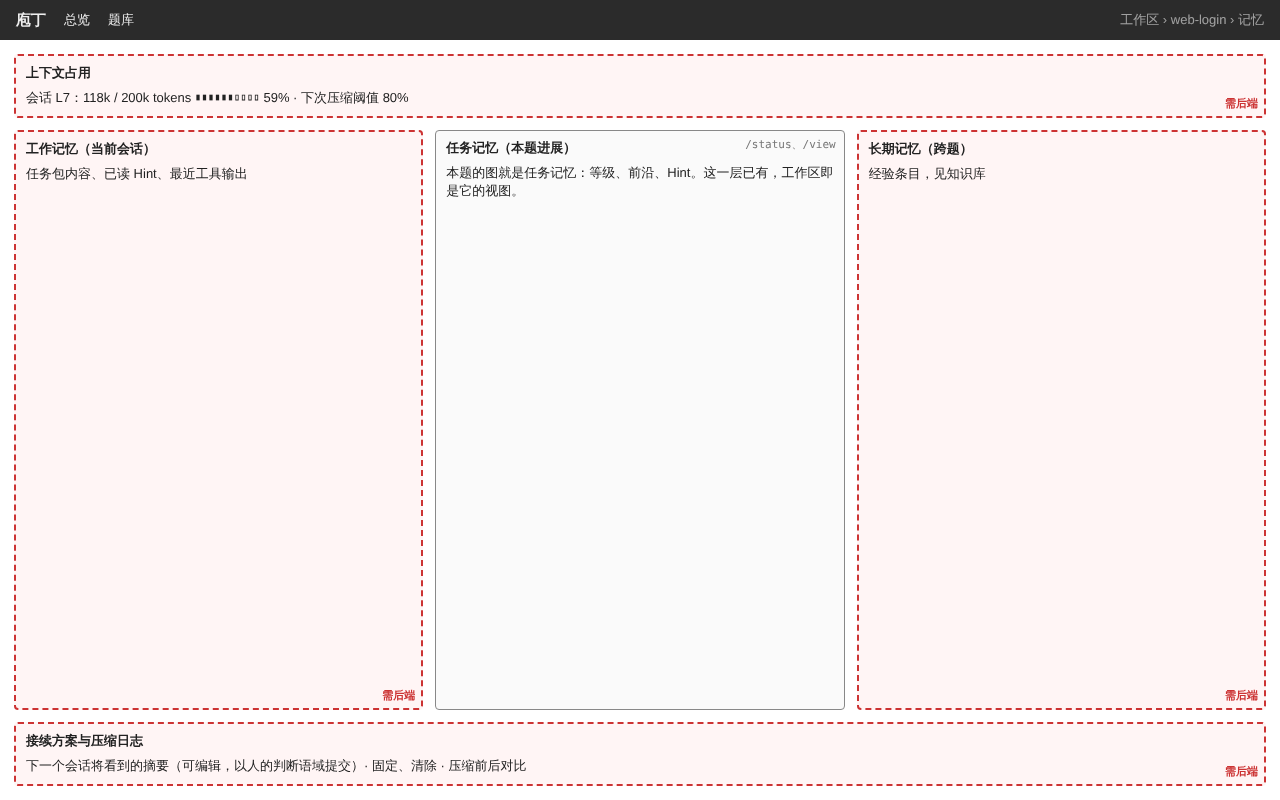 庖丁 总览 题库 工作区 › web-login › 记忆
上下文占用
会话 L7：118k / 200k tokens ▮▮▮▮▮▮▯▯▯▯ 59% · 下次压缩阈值 80%
需后端
工作记忆（当前会话）
任务包内容、已读 Hint、最近工具输出
需后端
任务记忆（本题进展）
/status、/view
本题的图就是任务记忆：等级、前沿、Hint。这一层已有，工作区即
是它的视图。
长期记忆（跨题）
经验条目，见知识库
需后端
接续方案与压缩日志
下一个会话将看到的摘要（可编辑，以人的判断语域提交）· 固定、清除 · 压缩前后对比
需后端